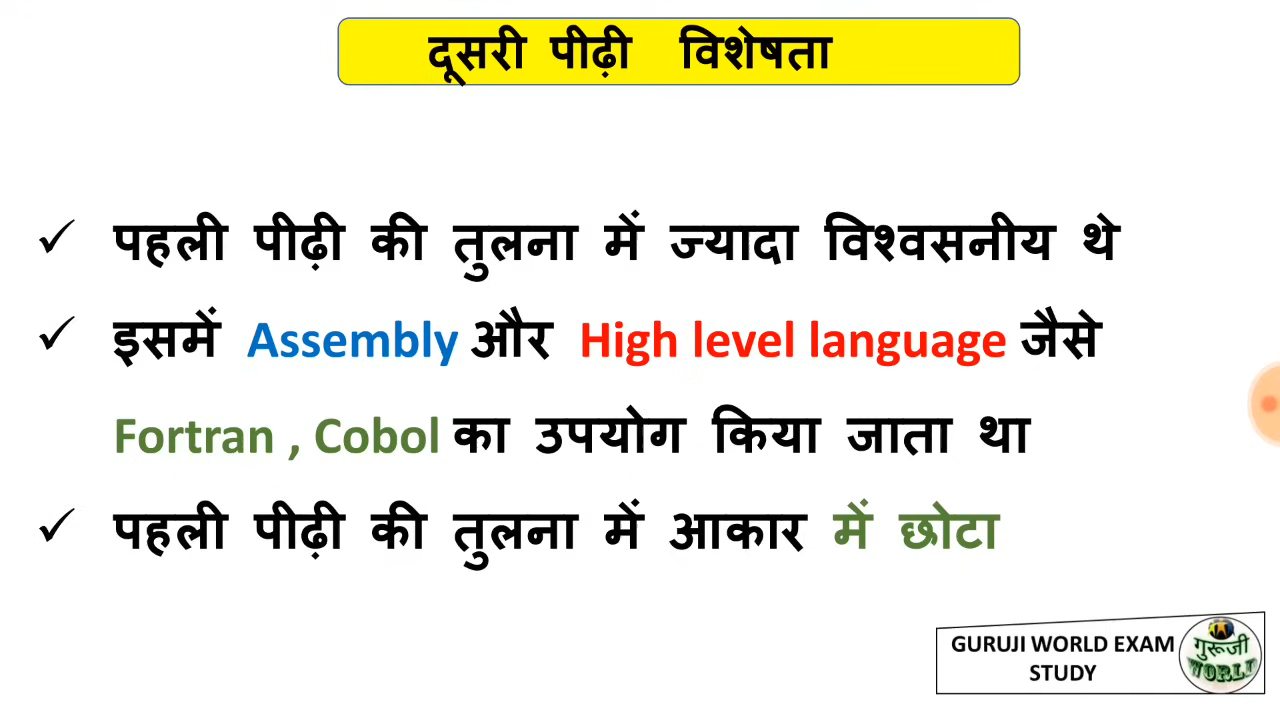 दूसरी पीढ़ी विशेषता
✓ पहली पीढ़ी की तुलना में ज्यादा विश्वसनीय थे
✓ इसमें Assembly और High level language जैसे
Fortran , Cobol का उपयोग किया जाता था
✓ पहली पीढ़ी की तुलना में आकार में छोटा
GURUJI WORLD EXAM
STUDY
गुरूजी
WORLD